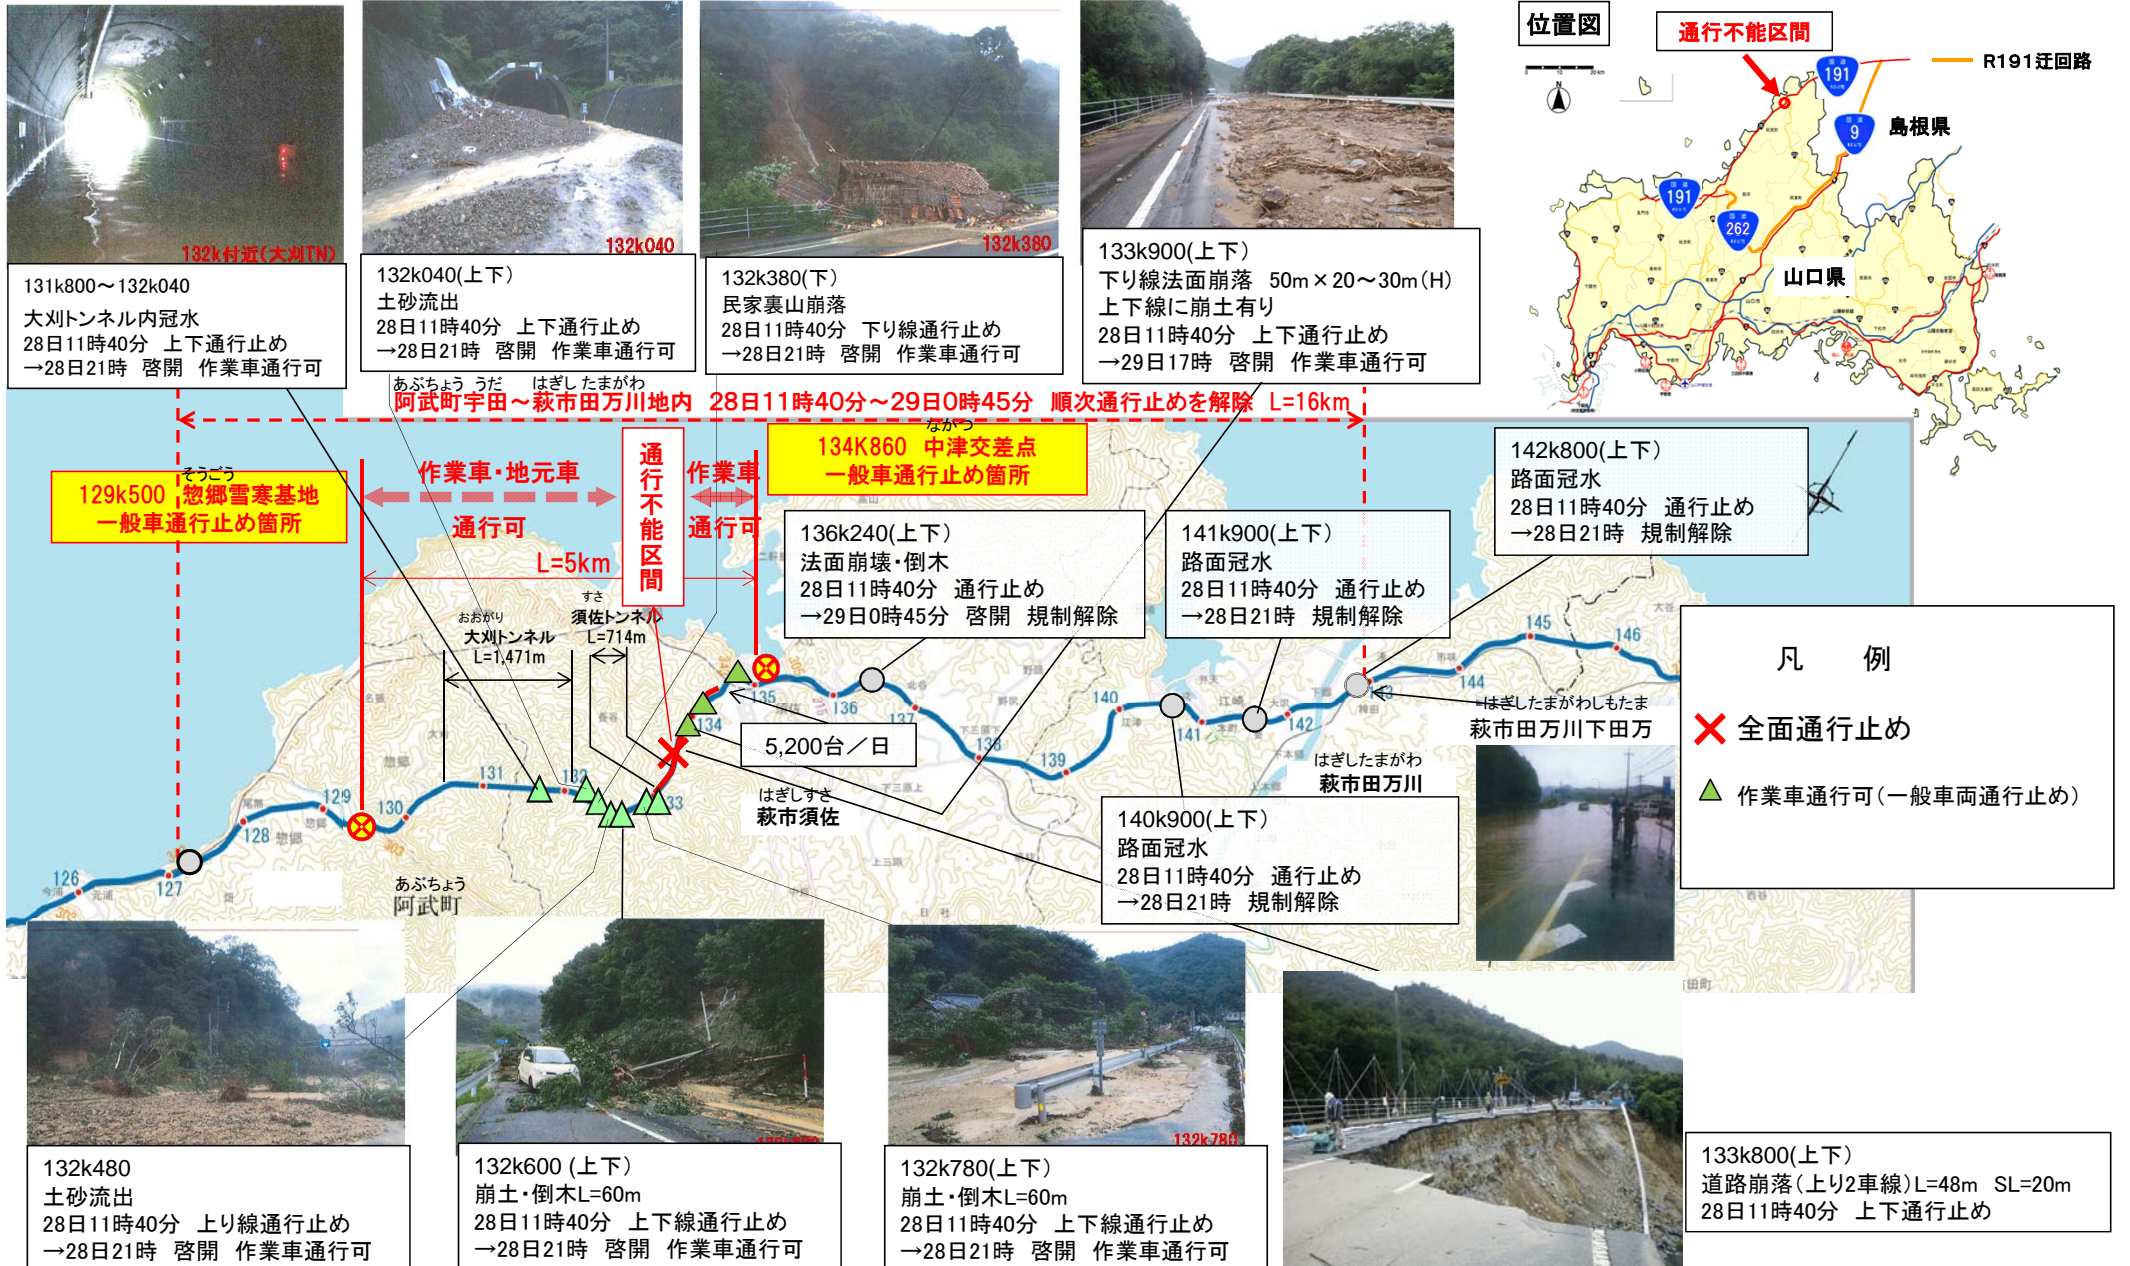 132k付近(大刈TN)
131k800～132k040
大刈トンネル内冠水
28日11時40分 上下通行止め
→28日21時 啓開 作業車通行可
132k040
132k040(上下)
土砂流出
28日11時40分 上下通行止め
→28日21時 啓開 作業車通行可
132k380
132k380(下)
民家裏山崩落
28日11時40分 下り線通行止め
→28日21時 啓開 作業車通行可
133k900(上下)
下り線法面崩落 50m×20～30m(H)
上下線に崩土有り
28日11時40分 上下通行止め
→29日17時 啓開 作業車通行可
位置図
通行不能区間
R191迂回路
国道
191
国道
9
島根県
国道
191
国道
262
山口県
あぶちょう うだ はぎし たまがわ
阿武町宇田～萩市田万川地内 28日11時40分～29日0時45分 順次通行止めを解除 L=16km
そうごう
129k500 惣郷雪寒基地
一般車通行止め箇所
作業車・地元車
通行可
通行不能区間
作業車
通行可
なかつ
134K860 中津交差点
一般車通行止め箇所
L=5km
おおがり
大刈トンネル
L=1,471m
すさ
須佐トンネル
L=714m
136k240(上下)
法面崩壊・倒木
28日11時40分 通行止め
→29日0時45分 啓開 規制解除
141k900(上下)
路面冠水
28日11時40分 通行止め
→28日21時 規制解除
142k800(上下)
路面冠水
28日11時40分 通行止め
→28日21時 規制解除
凡 例
全面通行止め
作業車通行可(一般車両通行止め)
126
127
128
129
130
131
132
33
134
135
136
137
138
139
140
141
142
143
144
145
146
5,200台／日
はぎしすさ
萩市須佐
はぎしたまがわ
萩市田万川
はぎしたまがわしもたま
萩市田万川下田万
あぶちょう
阿武町
140k900(上下)
路面冠水
28日11時40分 通行止め
→28日21時 規制解除
132k480
土砂流出
28日11時40分 上り線通行止め
→28日21時 啓開 作業車通行可
132k600 (上下)
崩土・倒木L=60m
28日11時40分 上下線通行止め
→28日21時 啓開 作業車通行可
132k780
132k780(上下)
崩土・倒木L=60m
28日11時40分 上下線通行止め
→28日21時 啓開 作業車通行可
133k800(上下)
道路崩落(上り2車線)L=48m SL=20m
28日11時40分 上下通行止め